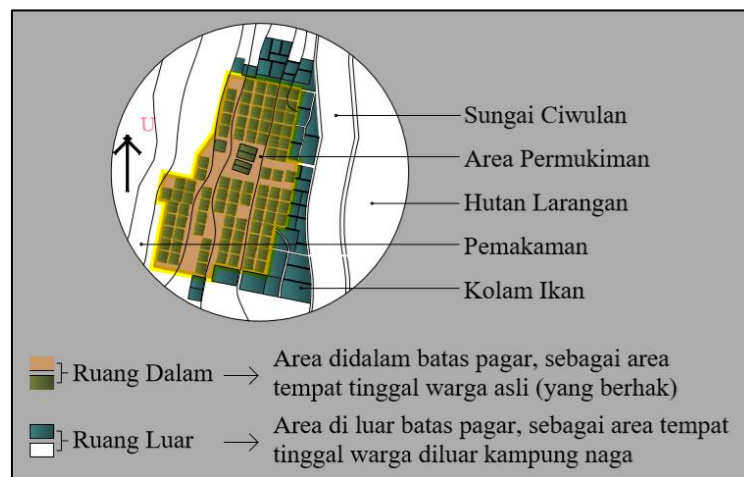 U
Sungai Ciwulan
Area Permukiman
Hutan Larangan
Pemakaman
Kolam Ikan
Ruang Dalam
Area didalam batas pagar, sebagai area
tempat tinggal warga asli (yang berhak)
Ruang Luar
Area di luar batas pagar, sebagai area tempat
tinggal warga diluar kampung naga